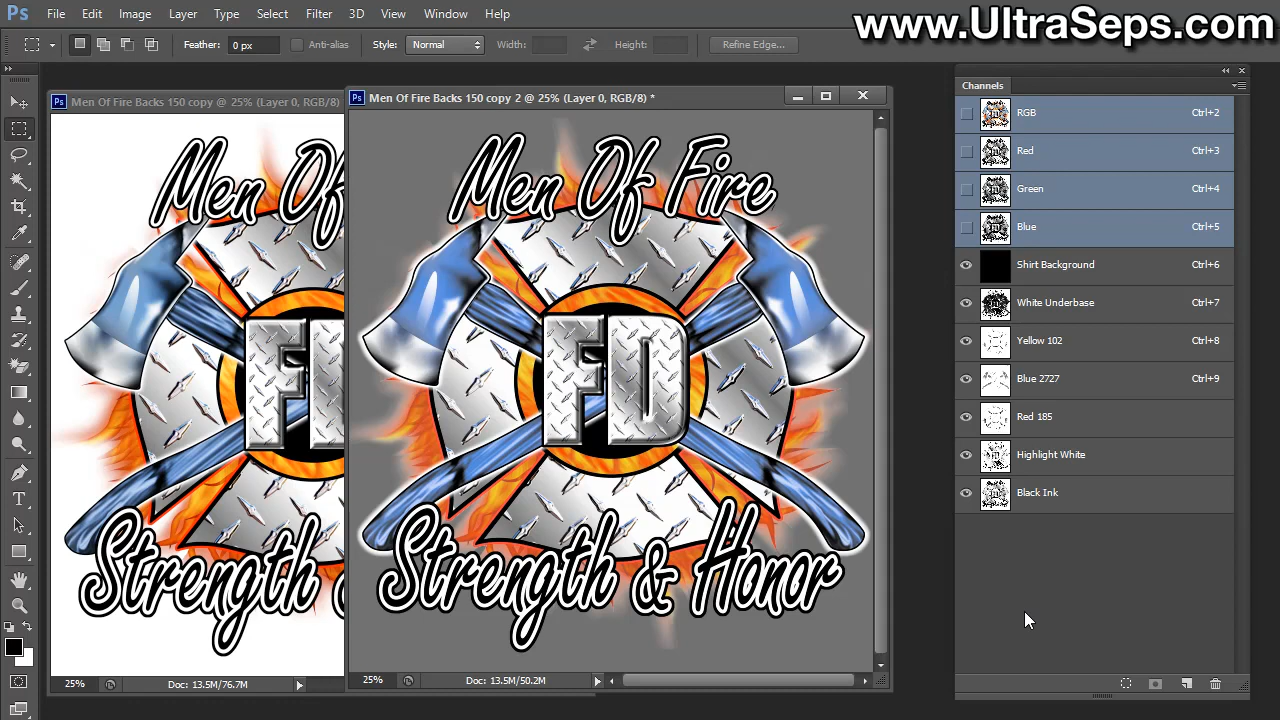 www.UltraSeps.com
Ps File Edit Image Layer Type Select Filter 3D View Window Help
Feather: 0 px Anti-alias Style: Normal Width: Height: Refine Edge...
Ps Men Of Fire Backs 150 copy @ 25% (Layer 0, RGB/8)
Ps Men Of Fire Backs 150 copy 2 @ 25% (Layer 0, RGB/8) *
Men Of
Strength
Men Of Fire
FD
Strength & Honor
25% Doc: 13.5M/76.7M
25% Doc: 13.5M/50.2M
Channels
RGB Ctrl+2
Red Ctrl+3
Green Ctrl+4
Blue Ctrl+5
Shirt Background Ctrl+6
White Underbase Ctrl+7
Yellow 102 Ctrl+8
Blue 2727 Ctrl+9
Red 185
Highlight White
Black Ink